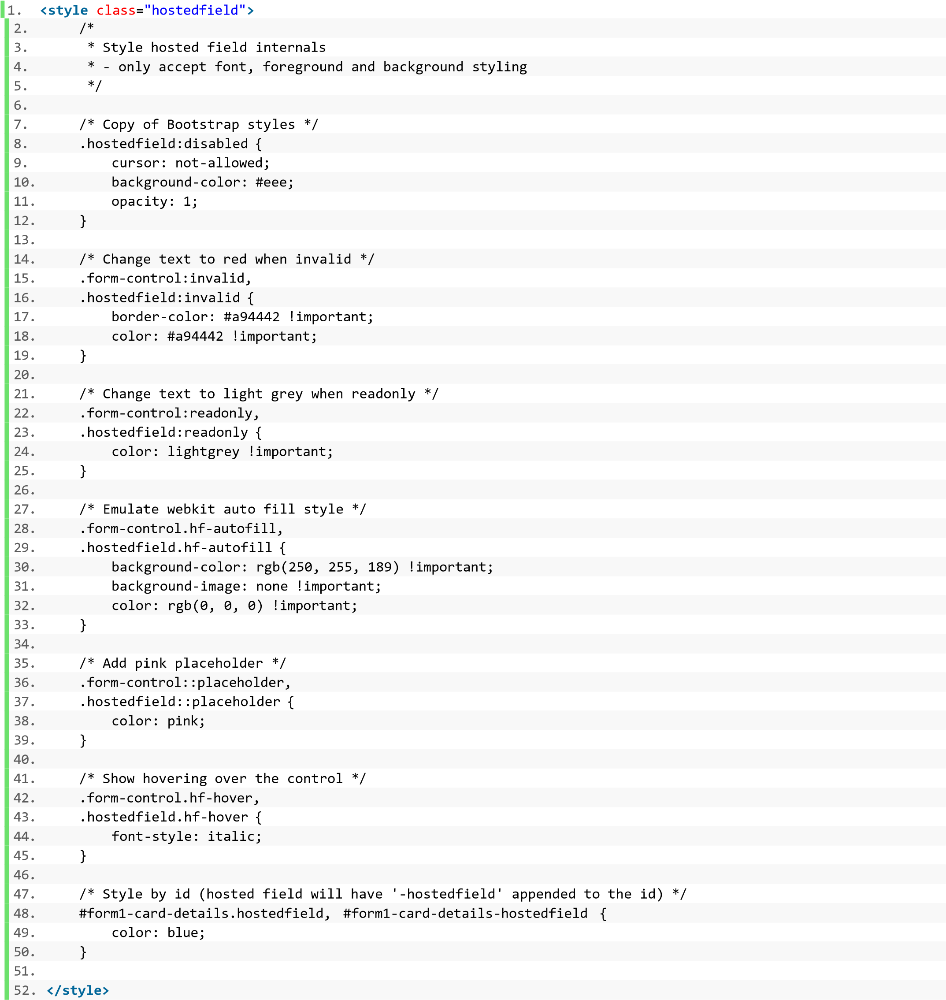 1. <style class="hostedfield">
2. /*
3. * Style hosted field internals
4. * - only accept font, foreground and background styling
5. */
6.
7. /* Copy of Bootstrap styles */
8. .hostedfield:disabled {
9. cursor: not-allowed;
10. background-color: #eee;
11. opacity: 1;
12. }
13.
14. /* Change text to red when invalid */
15. .form-control:invalid,
16. .hostedfield:invalid {
17. border-color: #a94442 !important;
18. color: #a94442 !important;
19. }
20.
21. /* Change text to light grey when readonly */
22. .form-control:readonly,
23. .hostedfield:readonly {
24. color: lightgrey !important;
25. }
26.
27. /* Emulate webkit auto fill style */
28. .form-control.hf-autofill,
29. .hostedfield.hf-autofill {
30. background-color: rgb(250, 255, 189) !important;
31. background-image: none !important;
32. color: rgb(0, 0, 0) !important;
33. }
34.
35. /* Add pink placeholder */
36. .form-control::placeholder,
37. .hostedfield::placeholder {
38. color: pink;
39. }
40.
41. /* Show hovering over the control */
42. .form-control.hf-hover,
43. .hostedfield.hf-hover {
44. font-style: italic;
45. }
46.
47. /* Style by id (hosted field will have '-hostedfield' appended to the id) */
48. #form1-card-details.hostedfield, #form1-card-details-hostedfield {
49. color: blue;
50. }
51.
52. </style>